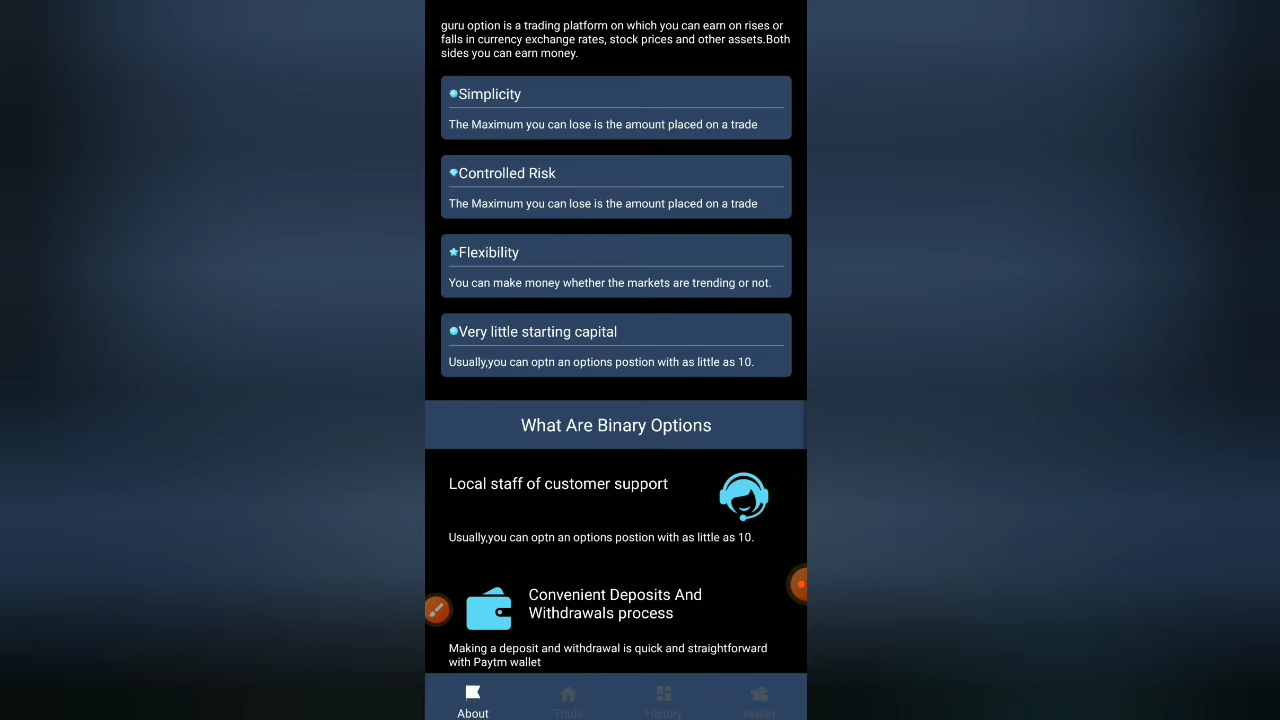 guru option is a trading platform on which you can earn on rises or
falls in currency exchange rates, stock prices and other assets.Both
sides you can earn money.
Simplicity
The Maximum you can lose is the amount placed on a trade
Controlled Risk
The Maximum you can lose is the amount placed on a trade
Flexibility
You can make money whether the markets are trending or not.
Very little starting capital
Usually,you can optn an options postion with as little as 10.
What Are Binary Options
Local staff of customer support
Usually,you can optn an options postion with as little as 10.
Convenient Deposits And
Withdrawals process
Making a deposit and withdrawal is quick and straightforward
with Paytm wallet
About Trade History Wallet